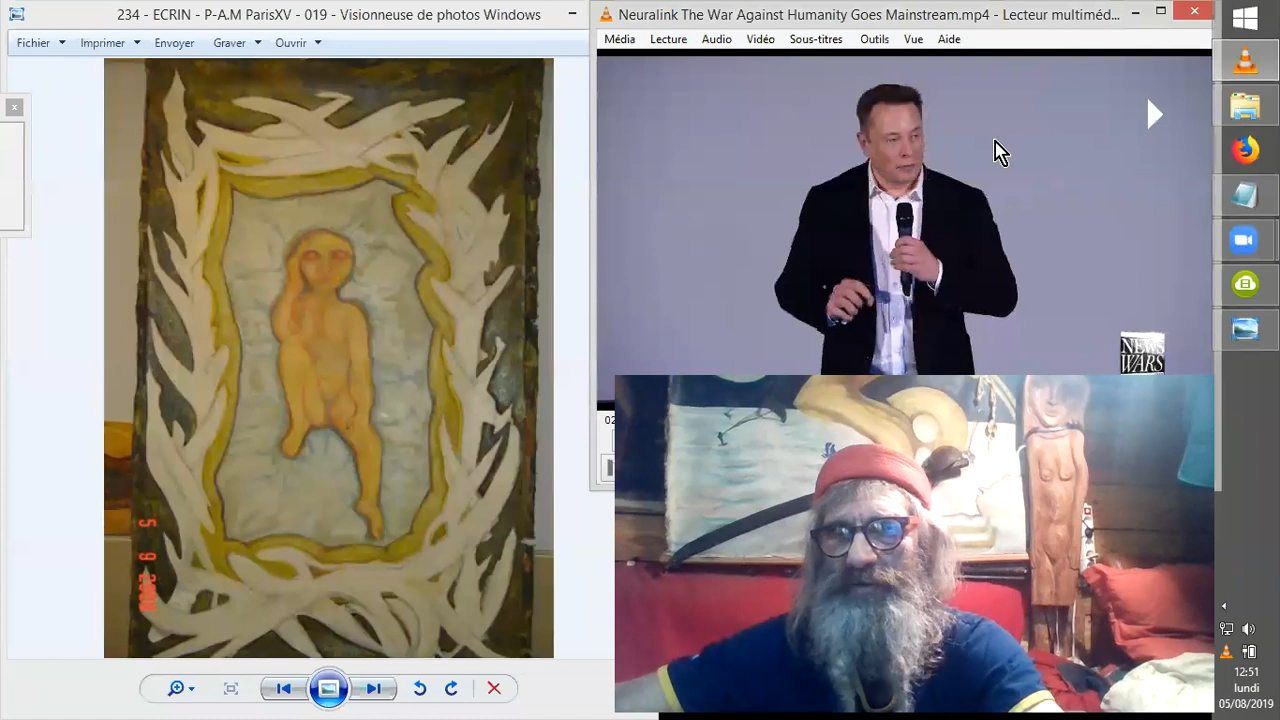 234 - ECRIN - P-A.M ParisXV - 019 - Visionneuse de photos Windows
Fichier Imprimer Envoyer Graver Ouvrir
x
5 9 2008
Neuralink The War Against Humanity Goes Mainstream.mp4 - Lecteur multiméd...
Média Lecture Audio Vidéo Sous-titres Outils Vue Aide
NEWS
WARS
02
12:51
lundi
05/08/2019